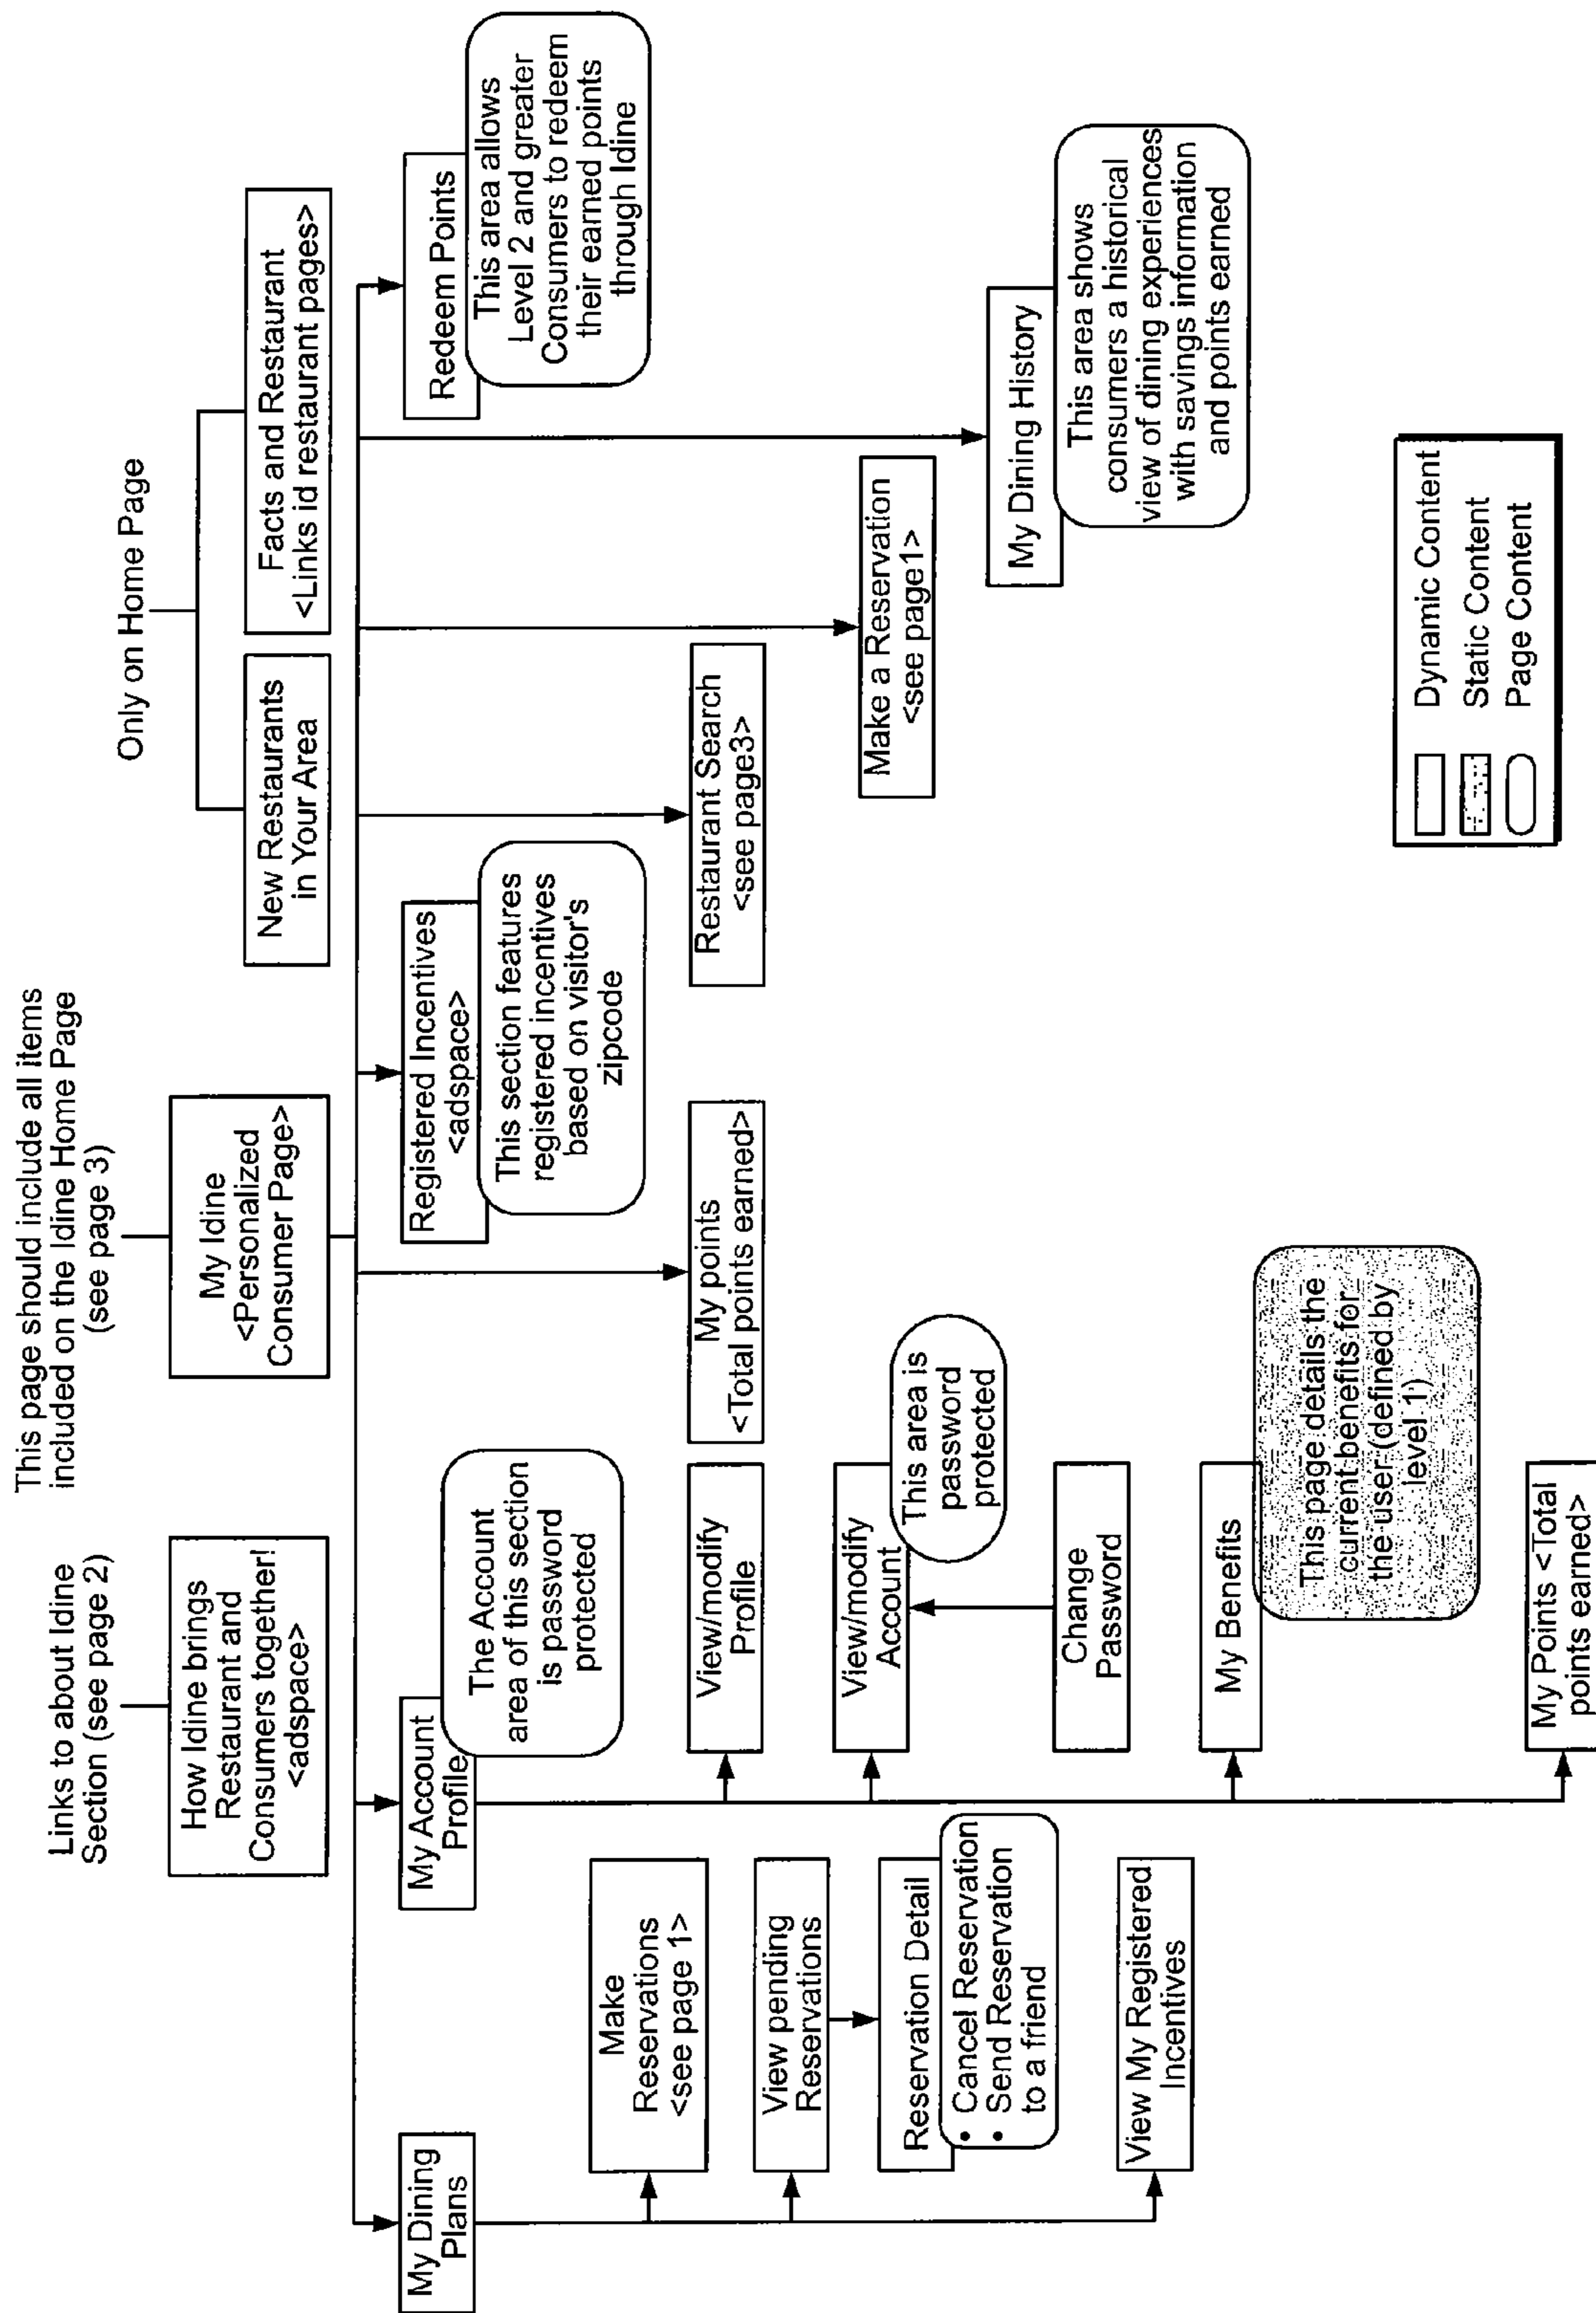 Links to about Idine
Section (see page 2)
This page should include all items
included on the Idine Home Page
(see page 3)
Only on Home Page
How Idine brings
Restaurant and
Consumers together!
<adspace>
My Idine
<Personalized
Consumer Page>
New Restaurants
in Your Area
Facts and Restaurant
<Links id restaurant pages>
My Dining
Plans
Make
Reservations
<see page 1>
View pending
Reservations
Reservation Detail
• Cancel Reservation
• Send Reservation
to a friend
View My Registered
Incentives
My Account
Profile
The Account
area of this section
is password
protected
View/modify
Profile
View/modify
Account
This area is
password
protected
Change
Password
My Benefits
This page details the
current benefits for
the user (defined by
level 1)
My Points <Total
points earned>
My points
<Total points earned>
Registered Incentives
<adspace>
This section features
registered incentives
based on visitor's
zipcode
Restaurant Search
<see page3>
Make a Reservation
<see page1>
My Dining History
This area shows
consumers a historical
view of dining experiences
with savings information
and points earned
Redeem Points
This area allows
Level 2 and greater
Consumers to redeem
their earned points
through Idine
Dynamic Content
Static Content
Page Content